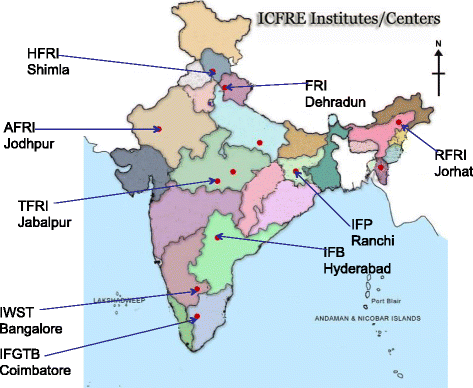 ICFRE Institutes/Centers
HFRI
Shimla
N
FRI
Dehradun
AFRI
Jodhpur
RFRI
Jorhat
TFRI
Jabalpur
IFP
Ranchi
IFB
Hyderabad
LAKSHADWEEP
Port Blair
IWST
Bangalore
ANDAMAN & NICOBAR ISLANDS
IFGTB
Coimbatore